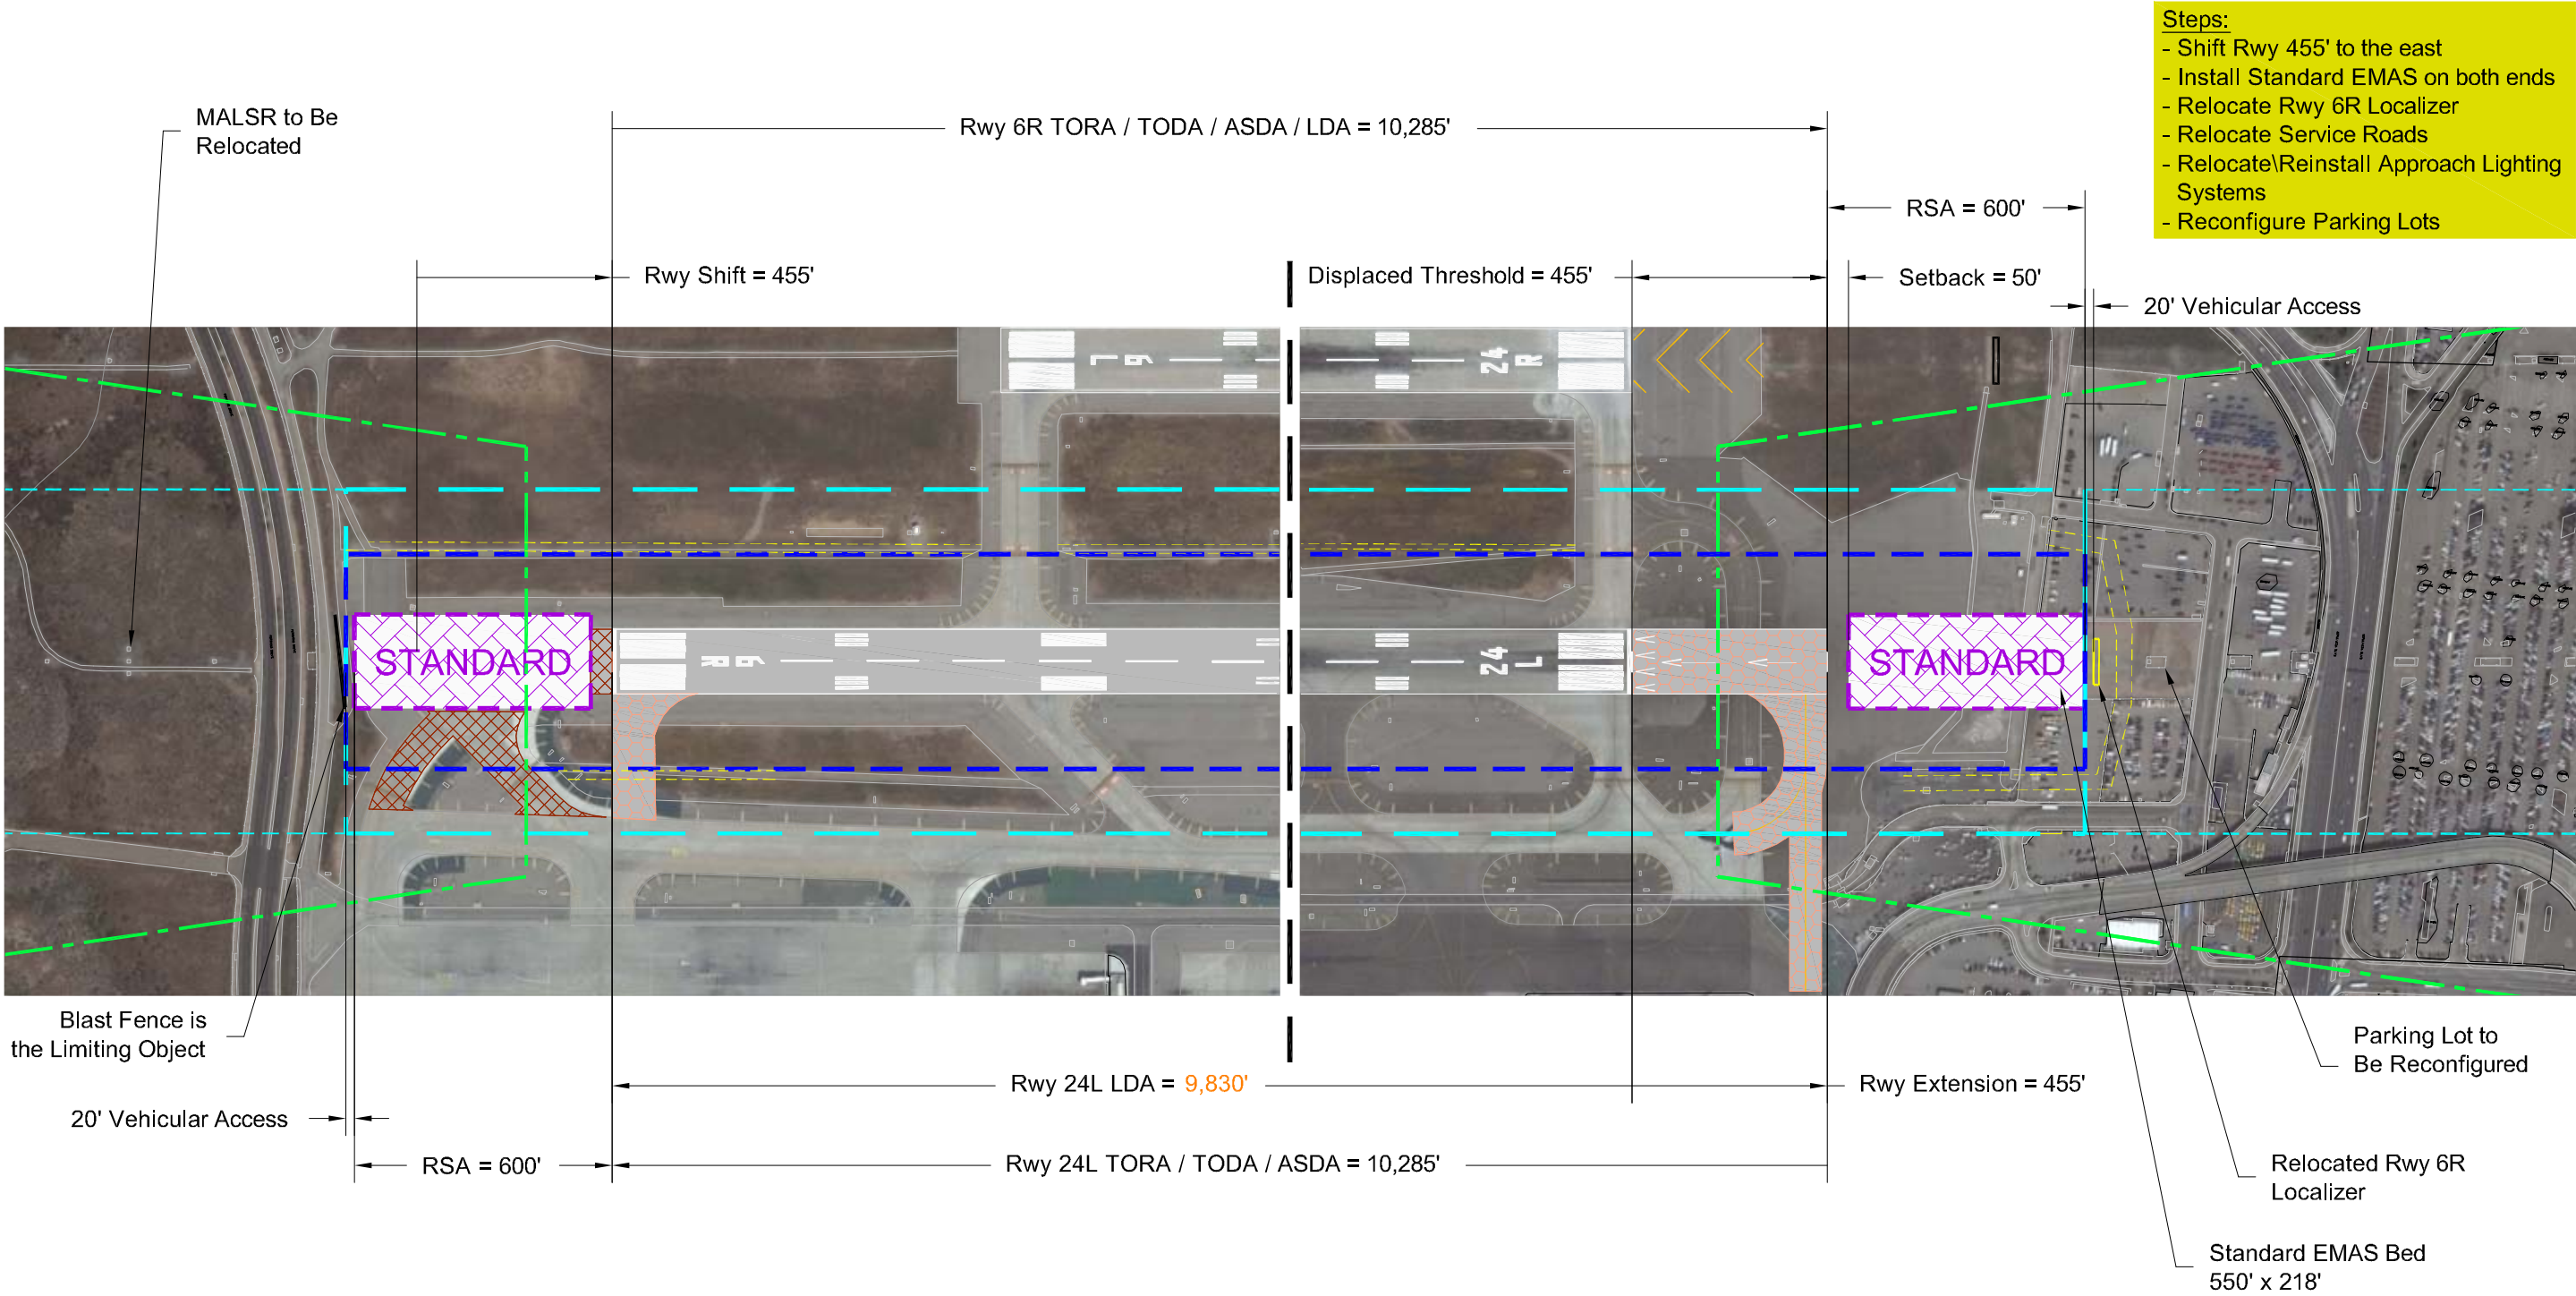 Steps:
- Shift Rwy 455' to the east
- Install Standard EMAS on both ends
- Relocate Rwy 6R Localizer
- Relocate Service Roads
- Relocate\Reinstall Approach Lighting
Systems
- Reconfigure Parking Lots
MALSR to Be
Relocated
Rwy 6R TORA / TODA / ASDA / LDA = 10,285'
RSA = 600'
Rwy Shift = 455'
Displaced Threshold = 455'
Setback = 50'
20' Vehicular Access
6L
24
R
STANDARD
6R
24
L
STANDARD
Blast Fence is
the Limiting Object
Parking Lot to
Be Reconfigured
Rwy 24L LDA = 9,830'
Rwy Extension = 455'
20' Vehicular Access
RSA = 600'
Rwy 24L TORA / TODA / ASDA = 10,285'
Relocated Rwy 6R
Localizer
Standard EMAS Bed
550' x 218'